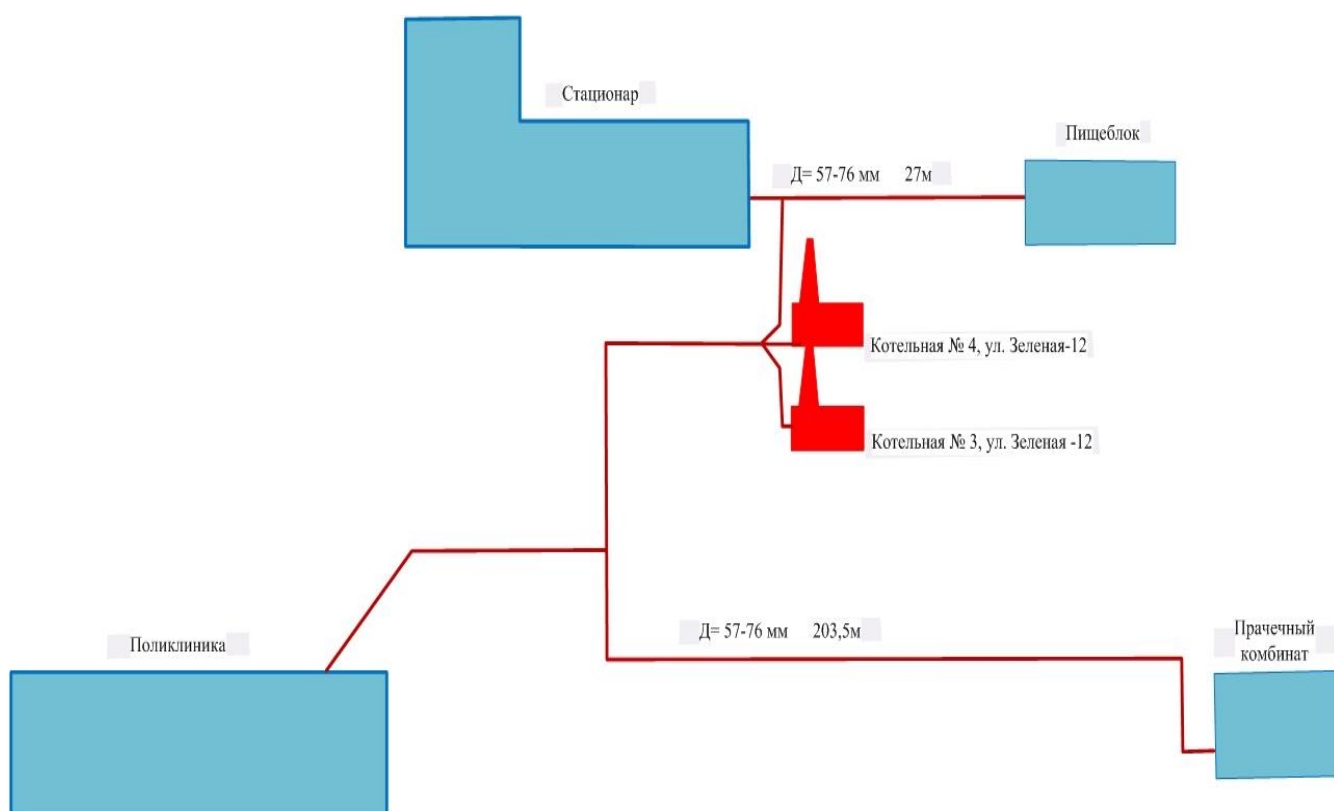 Стационар
Пищеблок
Д= 57-76 мм 27м
Котельная № 4, ул. Зеленая-12
Котельная № 3, ул. Зеленая -12
Д= 57-76 мм 203,5м
Поликлиника
Прачечный
комбинат